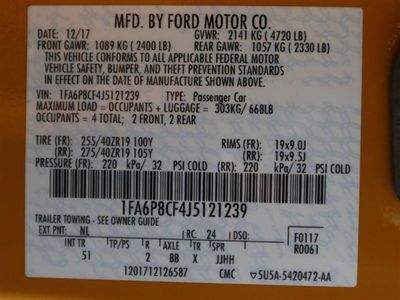 MFD. BY FORD MOTOR CO.
12/17 GVWR: 2141 KG ( 4720 LB)
FRONT GAWR: 1089 KG ( 2400 LB) REAR GAWR: 1057 KG ( 2330 LB)
THIS VEHICLE CONFORMS TO ALL APPLICABLE FEDERAL MOTOR
VEHICLE SAFETY, BUMPER, AND THEFT PREVENTION STANDARDS
IN EFFECT ON THE DATE OF MANUFACTURE SHOWN ABOVE.
VIN: 1FA6P8CF4J5121239 TYPE: Passenger Car
MAXIMUM LOAD = OCCUPANTS + LUGGAGE = 303KG/ 668LB
OCCUPANTS = 4 TOTAL; 2 FRONT, 2 REAR
TIRE (FR): 255/40ZR19 100Y RIMS (FR): 19x9.0J
(RR): 275/40ZR19 105Y (RR): 19x9.5J
PRESSURE (FR): 220 kPa/ 32 PSI COLD (RR): 220 kPa/ 32 PSI COLD
1FA6P8CF4J5121239
TRAILER TOWING - SEE OWNER GUIDE
EXT PNT: NL RC: 24 DSO: F0117
R0061
INT TR TP/PS R AXLE TR SPR
51 2 BB X JJHH
1201712126587 CMC 5U5A-5420472-AA